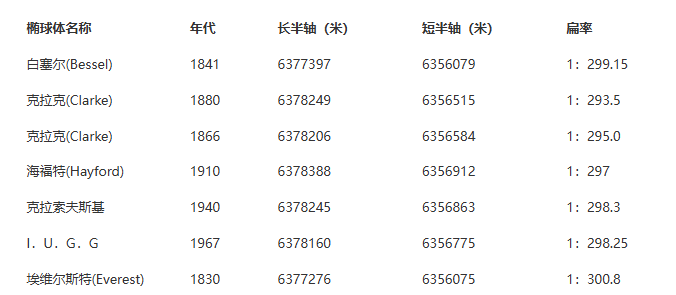 椭球体名称 年代 长半轴（米） 短半轴（米） 扁率
白塞尔(Bessel) 1841 6377397 6356079 1：299.15
克拉克(Clarke) 1880 6378249 6356515 1：293.5
克拉克(Clarke) 1866 6378206 6356584 1：295.0
海福特(Hayford) 1910 6378388 6356912 1：297
克拉索夫斯基 1940 6378245 6356863 1：298.3
I．U．G．G 1967 6378160 6356775 1：298.25
埃维尔斯特(Everest) 1830 6377276 6356075 1：300.8